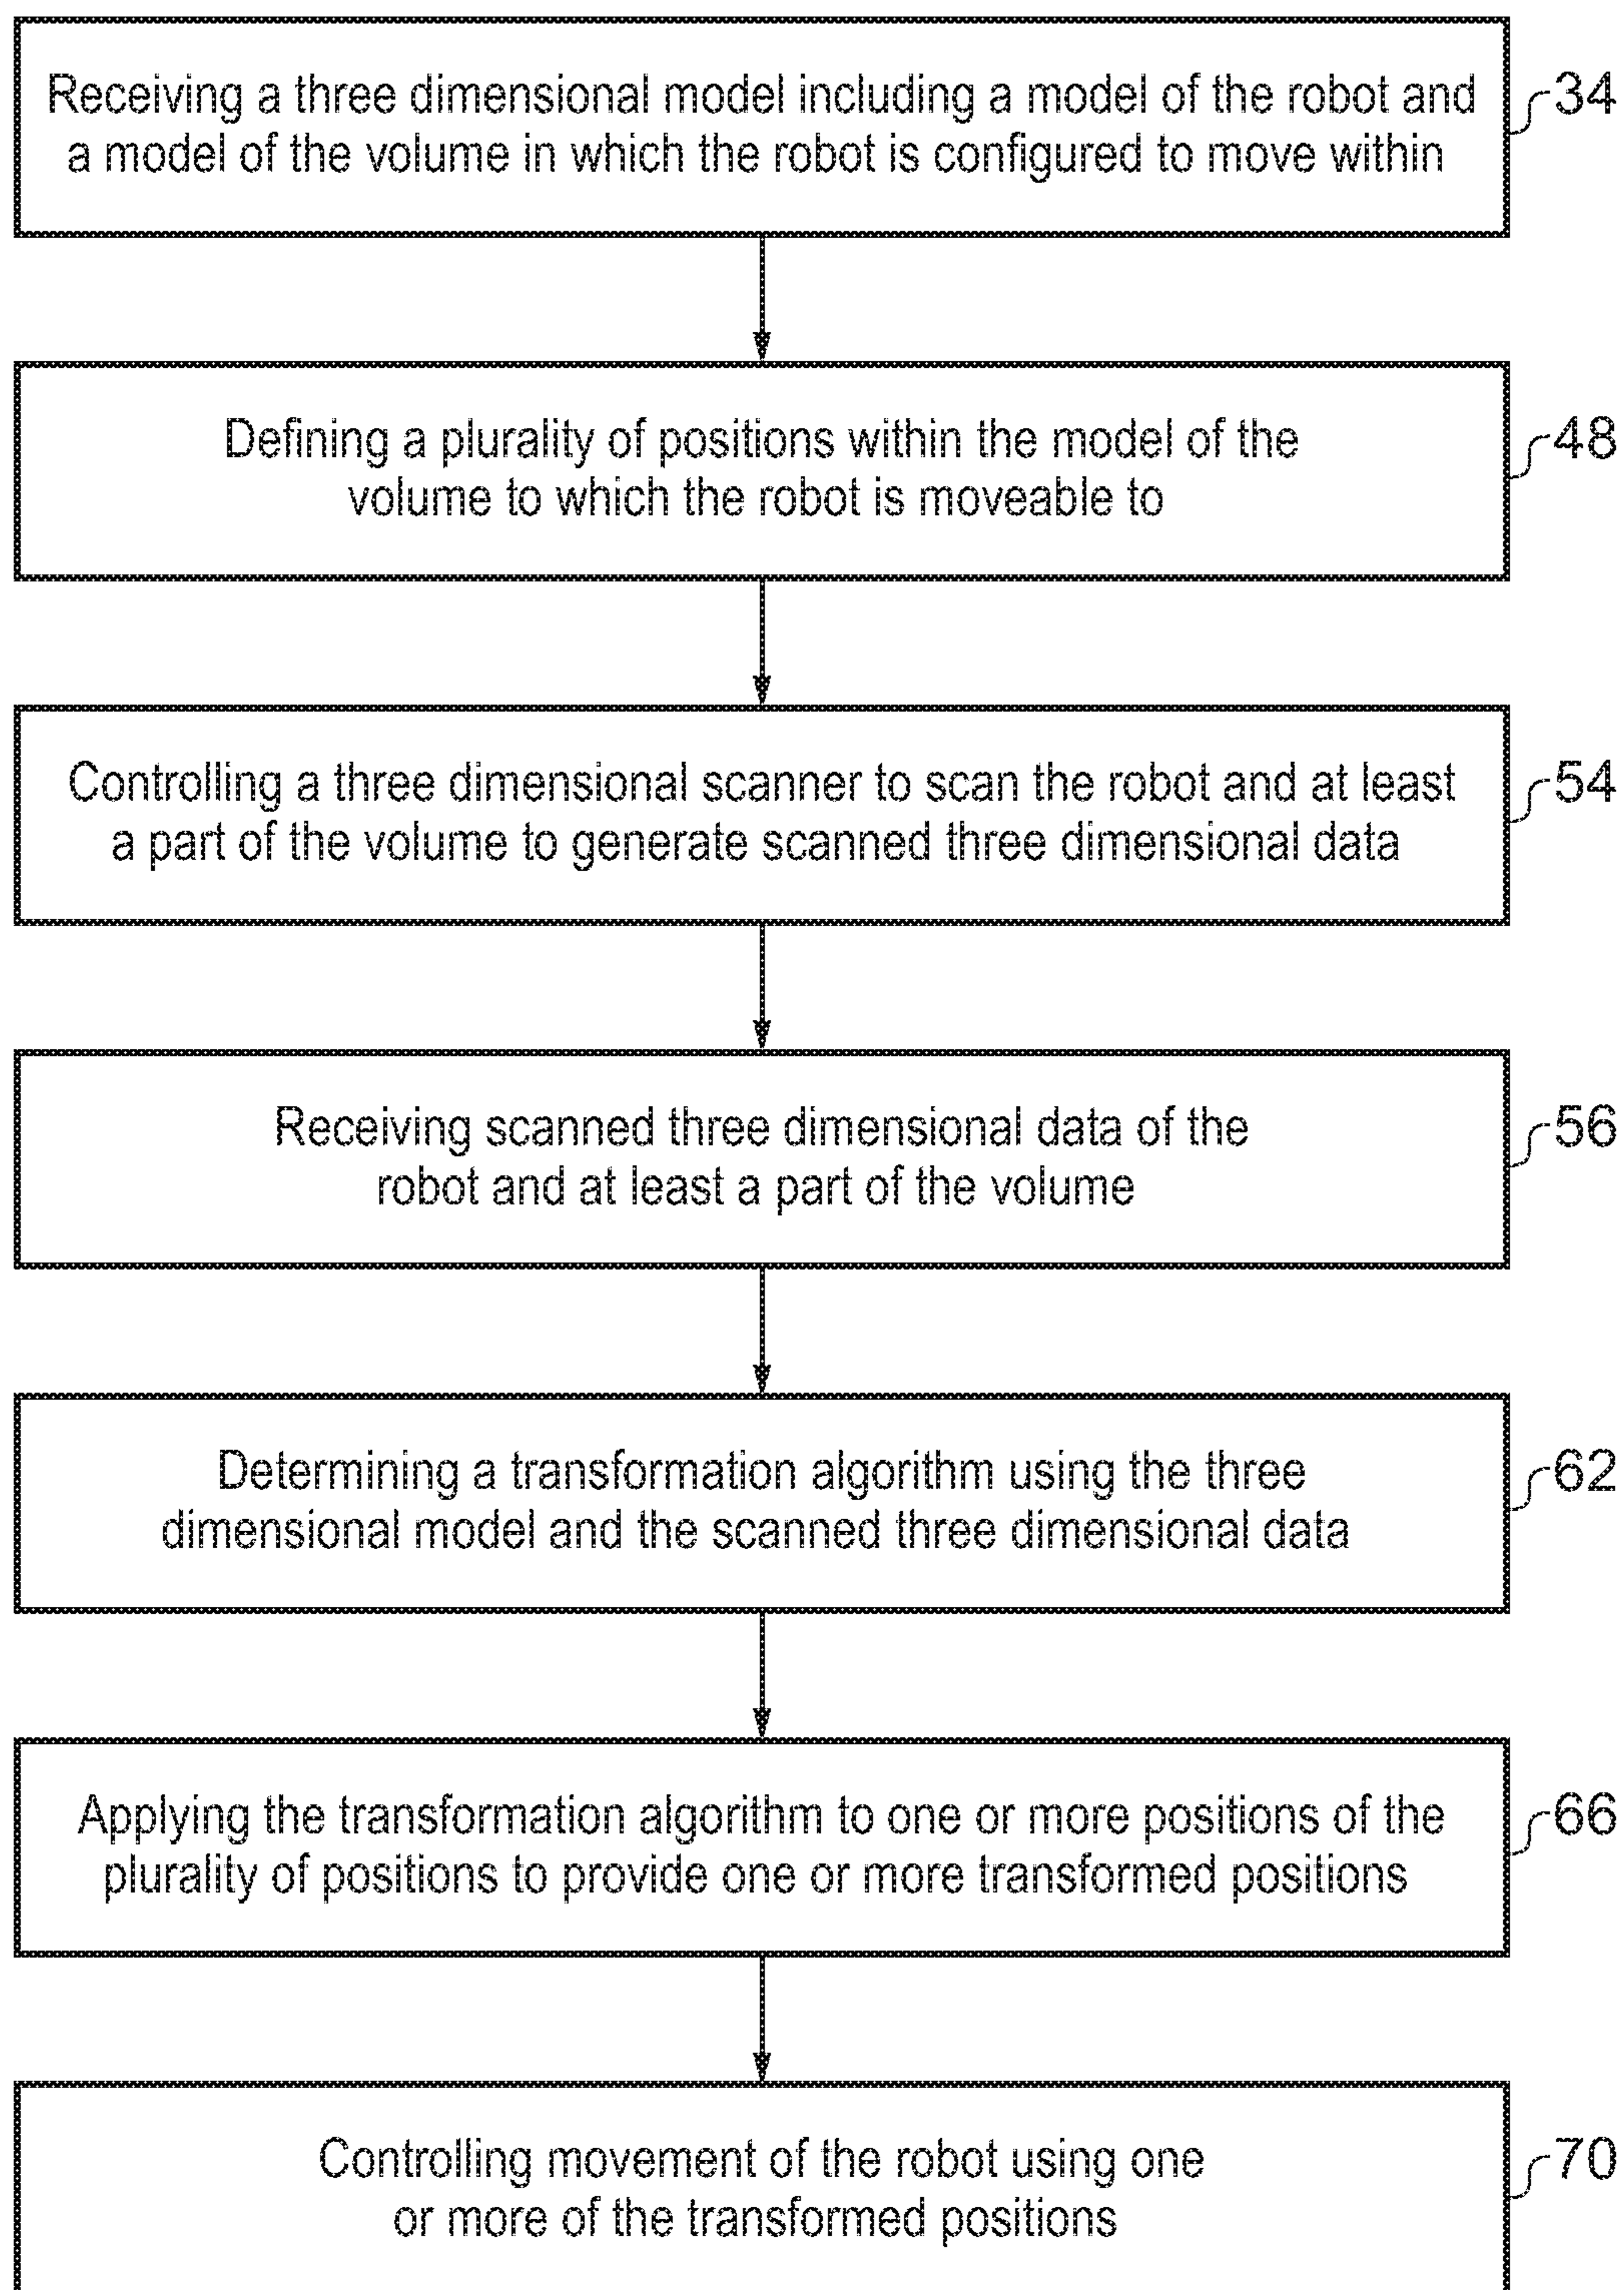 Receiving a three dimensional model including a model of the robot and
a model of the volume in which the robot is configured to move within
34
Defining a plurality of positions within the model of the
volume to which the robot is moveable to
48
Controlling a three dimensional scanner to scan the robot and at least
a part of the volume to generate scanned three dimensional data
54
Receiving scanned three dimensional data of the
robot and at least a part of the volume
56
Determining a transformation algorithm using the three
dimensional model and the scanned three dimensional data
62
Applying the transformation algorithm to one or more positions of the
plurality of positions to provide one or more transformed positions
66
Controlling movement of the robot using one
or more of the transformed positions
70